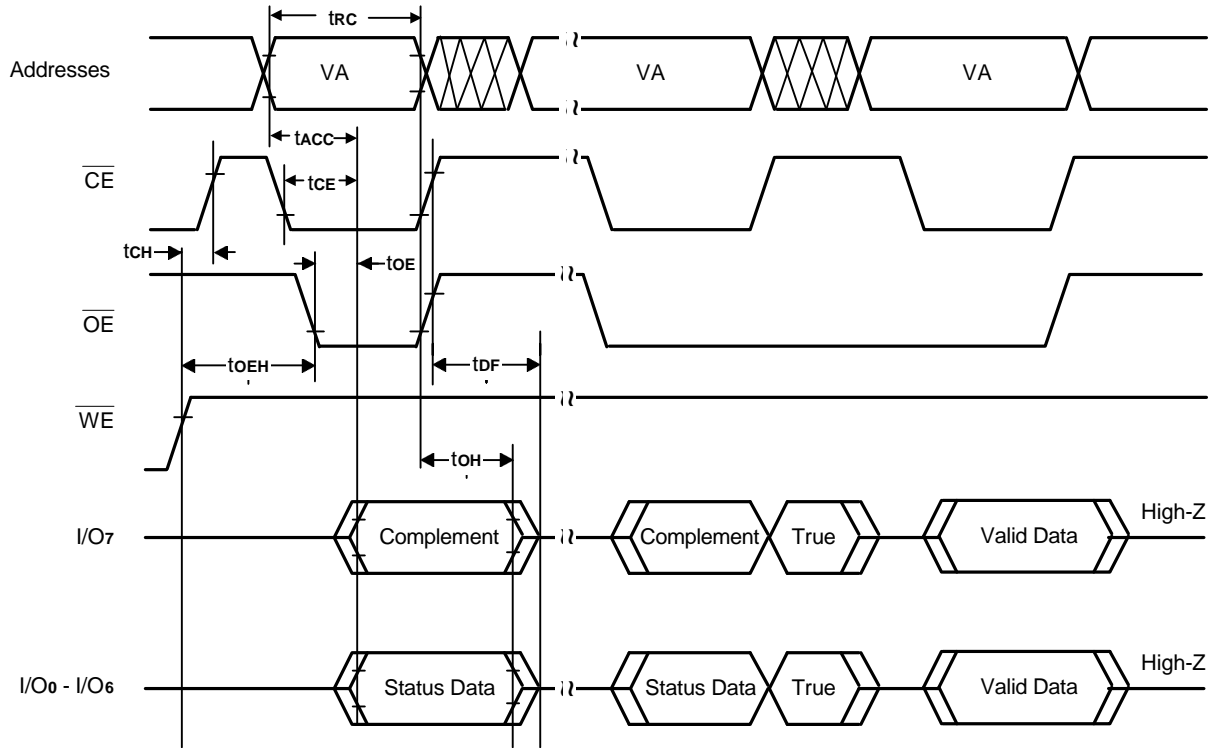 tRC
Addresses VA VA VA
tACC
CE
tCE
tCH
tOE
OE
tOEH tDF
WE
tOH
I/O7 Complement Complement True Valid Data High-Z
I/O0 - I/O6 Status Data Status Data True Valid Data High-Z